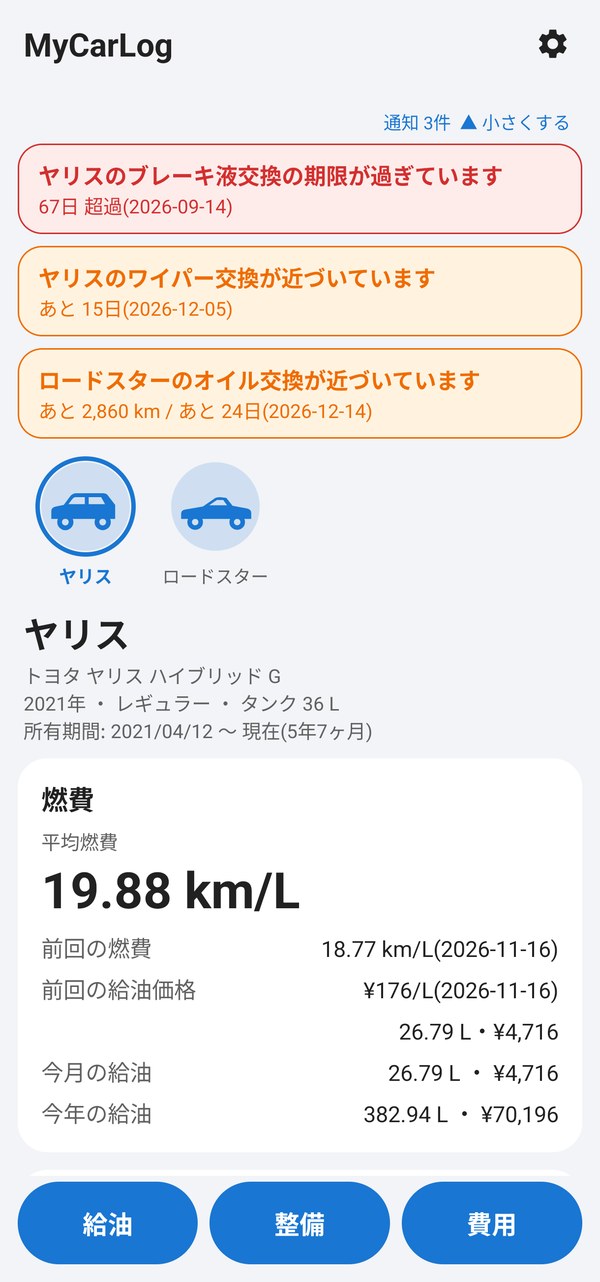 MyCarLog
通知 3件 ▲ 小さくする
ヤリスのブレーキ液交換の期限が過ぎています
67日 超過(2026-09-14)
ヤリスのワイパー交換が近づいています
あと 15日(2026-12-05)
ロードスターのオイル交換が近づいています
あと 2,860 km / あと 24日(2026-12-14)
ヤリス ロードスター
ヤリス
トヨタ ヤリス ハイブリッド G
2021年 ・ レギュラー ・ タンク 36 L
所有期間: 2021/04/12 〜 現在(5年7ヶ月)
燃費
平均燃費
19.88 km/L
前回の燃費 18.77 km/L(2026-11-16)
前回の給油価格 ¥176/L(2026-11-16)
26.79 L・¥4,716
今月の給油 26.79 L ・ ¥4,716
今年の給油 382.94 L ・ ¥70,196
給油 整備 費用